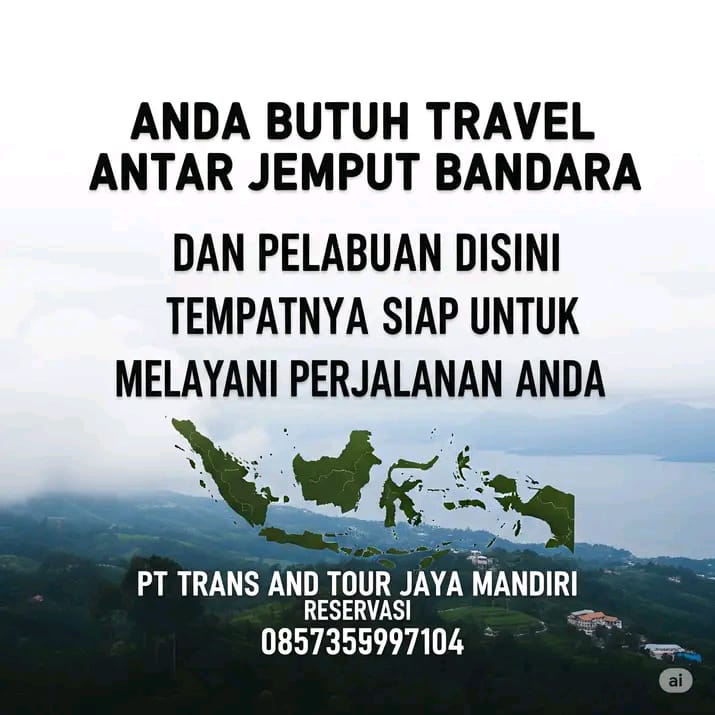 ANDA BUTUH TRAVEL
ANTAR JEMPUT BANDARA
DAN PELABUAN DISINI
TEMPATNYA SIAP UNTUK
MELAYANI PERJALANAN ANDA
PT TRANS AND TOUR JAYA MANDIRI
RESERVASI
0857355997104
ai